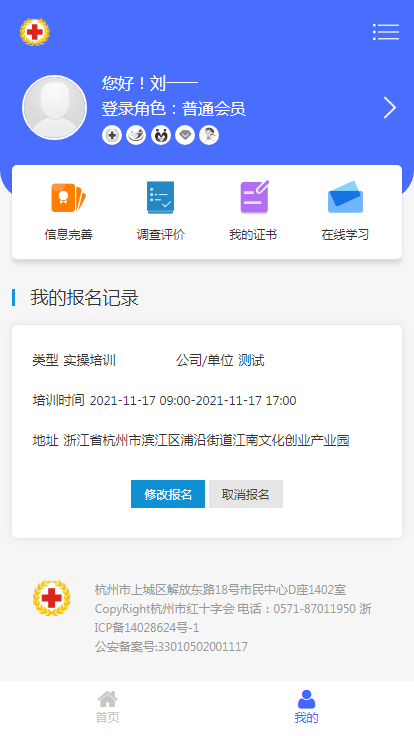 您好！刘一一
登录角色：普通会员
信息完善 调查评价 我的证书 在线学习
我的报名记录
类型 实操培训 公司/单位 测试
培训时间 2021-11-17 09:00-2021-11-17 17:00
地址 浙江省杭州市滨江区浦沿街道江南文化创业产业园
修改报名 取消报名
杭州市上城区解放东路18号市民中心D座1402室
CopyRight杭州市红十字会 电话：0571-87011950 浙
ICP备14028624号-1
公安备案号:33010502001117
首页 我的